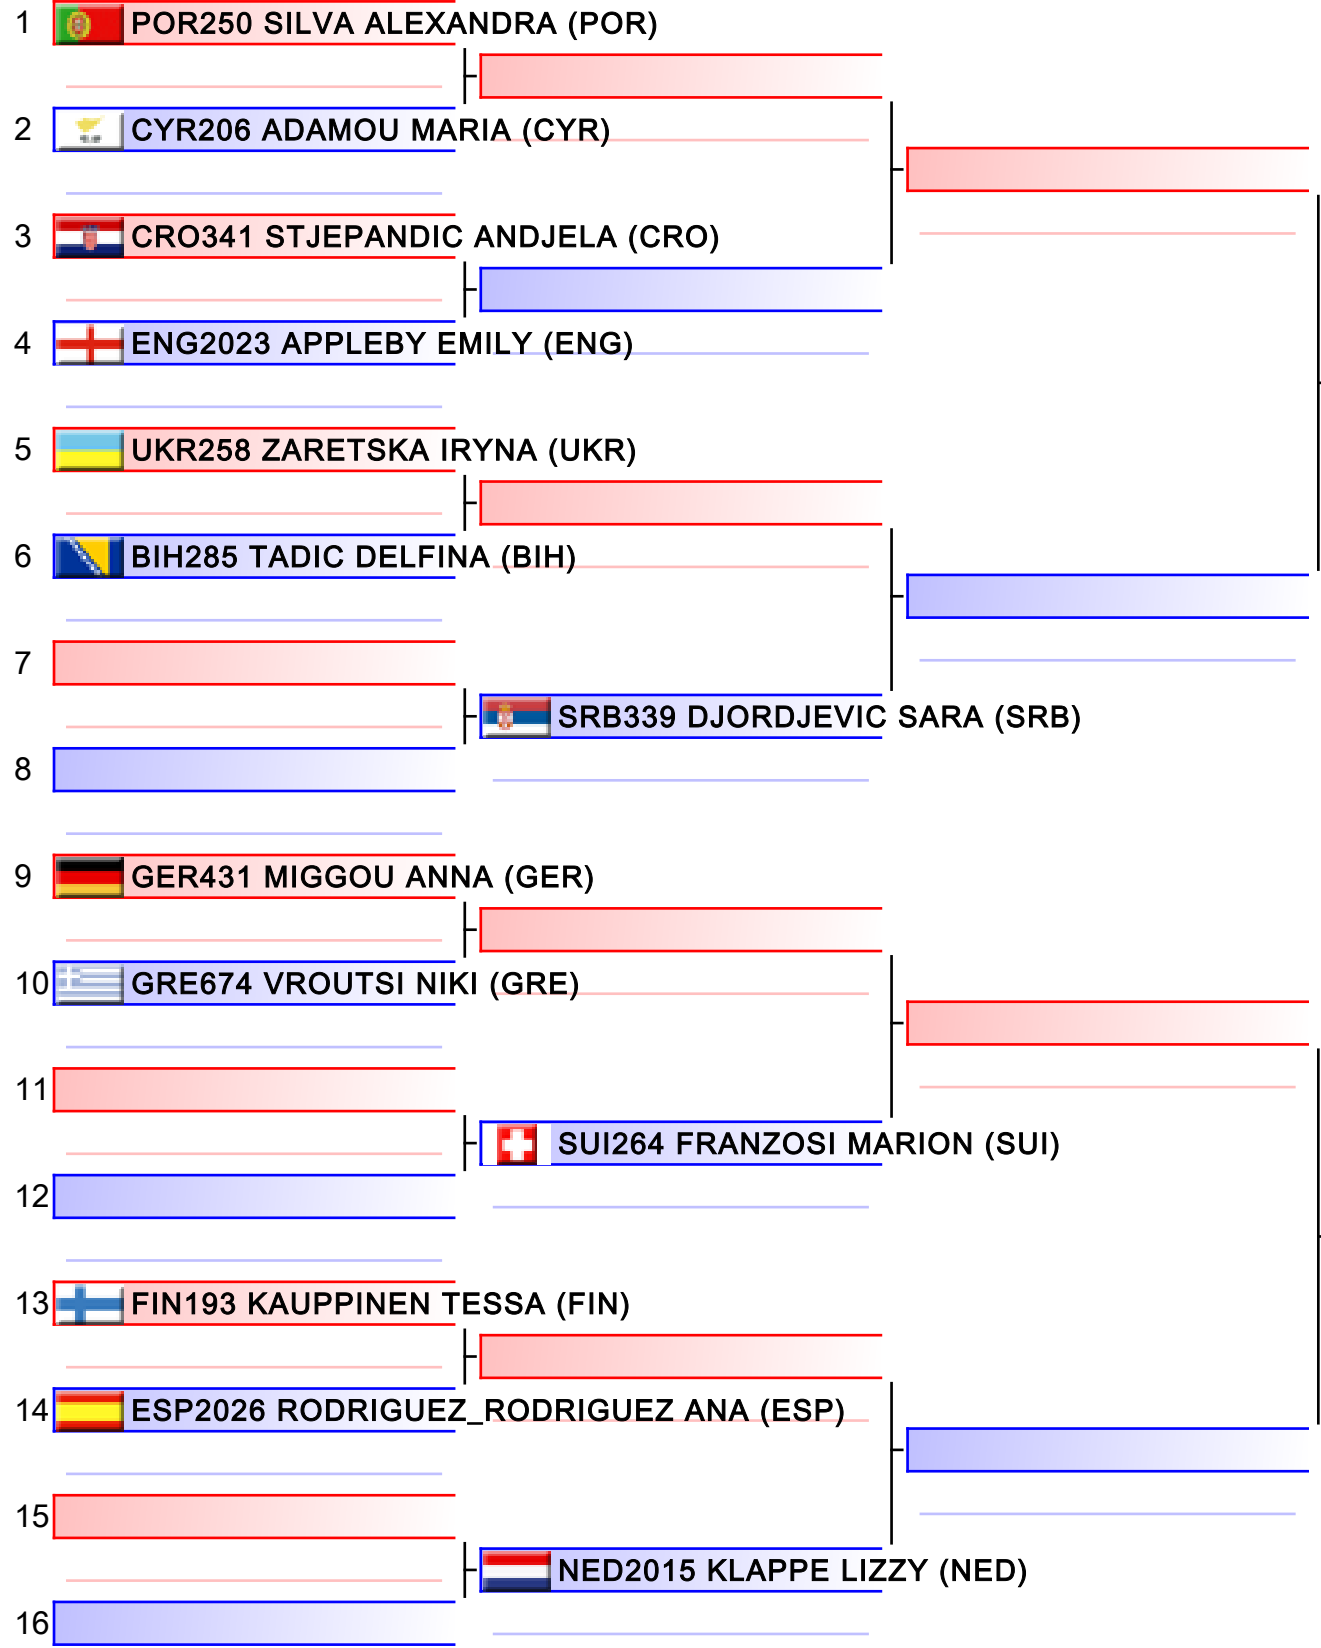 1 POR250 SILVA ALEXANDRA (POR)
2 CYR206 ADAMOU MARIA (CYR)
3 CRO341 STJEPANDIC ANDJELA (CRO)
4 ENG2023 APPLEBY EMILY (ENG)
5 UKR258 ZARETSKA IRYNA (UKR)
6 BIH285 TADIC DELFINA (BIH)
7
SRB339 DJORDJEVIC SARA (SRB)
8
9 GER431 MIGGOU ANNA (GER)
10 GRE674 VROUTSI NIKI (GRE)
11
SUI264 FRANZOSI MARION (SUI)
12
13 FIN193 KAUPPINEN TESSA (FIN)
14 ESP2026 RODRIGUEZ_RODRIGUEZ ANA (ESP)
15
NED2015 KLAPPE LIZZY (NED)
16